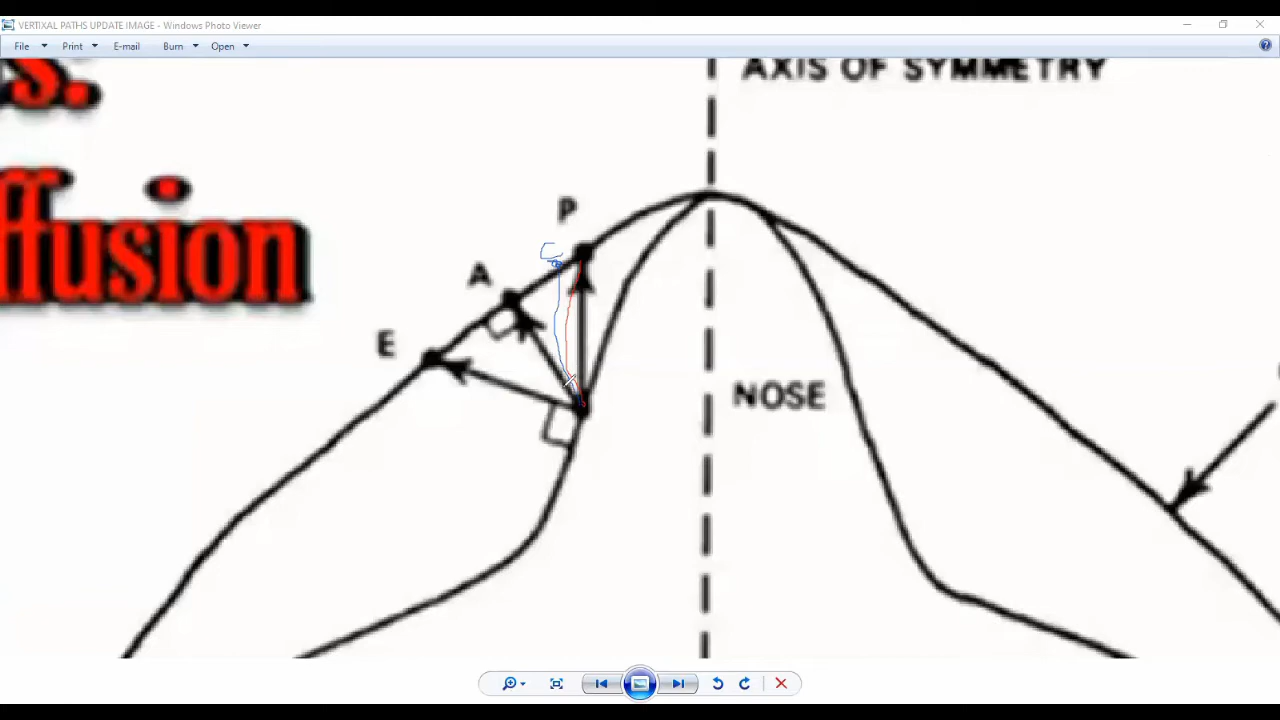 VERTIXAL PATHS UPDATE IMAGE - Windows Photo Viewer
File Print E-mail Burn Open
s.
AXIS OF SYMMETRY
ffusion
P
A
E
NOSE